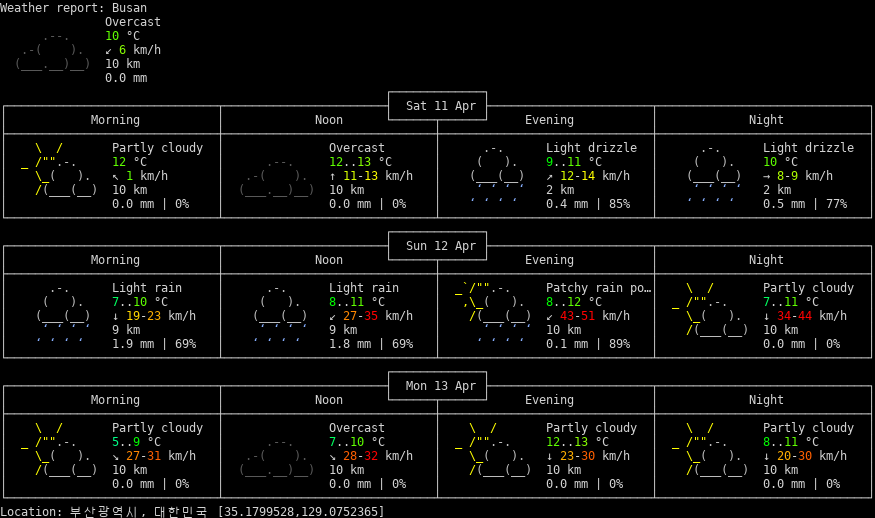 Weather report: Busan
Overcast
10 °C
↙ 6 km/h
10 km
0.0 mm
Sat 11 Apr
Morning Noon Evening Night
Partly cloudy Overcast Light drizzle Light drizzle
12 °C 12..13 °C 9..11 °C 10 °C
↖ 1 km/h ↑ 11-13 km/h ↗ 12-14 km/h → 8-9 km/h
10 km 10 km 2 km 2 km
0.0 mm | 0% 0.0 mm | 0% 0.4 mm | 85% 0.5 mm | 77%
Sun 12 Apr
Morning Noon Evening Night
Light rain Light rain Patchy rain po… Partly cloudy
7..10 °C 8..11 °C 8..12 °C 7..11 °C
↓ 19-23 km/h ↙ 27-35 km/h ↙ 43-51 km/h ↓ 34-44 km/h
9 km 9 km 10 km 10 km
1.9 mm | 69% 1.8 mm | 69% 0.1 mm | 89% 0.0 mm | 0%
Mon 13 Apr
Morning Noon Evening Night
Partly cloudy Overcast Partly cloudy Partly cloudy
5..9 °C 7..10 °C 12..13 °C 8..11 °C
↘ 27-31 km/h ↘ 28-32 km/h ↓ 23-30 km/h ↓ 20-30 km/h
10 km 10 km 10 km 10 km
0.0 mm | 0% 0.0 mm | 0% 0.0 mm | 0% 0.0 mm | 0%
Location: 부산광역시, 대한민국 [35.1799528,129.0752365]